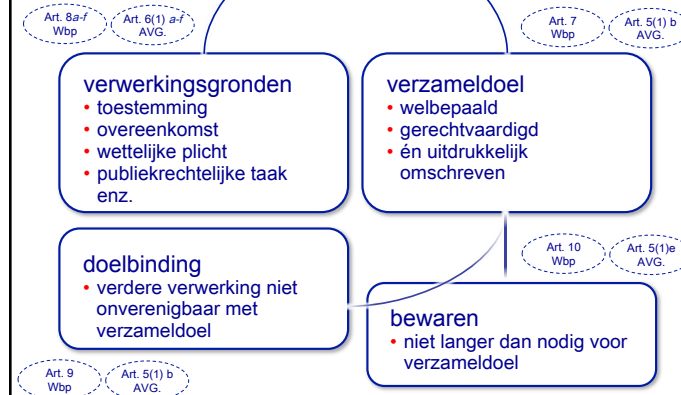 Art. 8a-f
Wbp
Art. 6(1) a-f
AVG.
Art. 7
Wbp
Art. 5(1) b
AVG.
verwerkingsgronden
• toestemming
• overeenkomst
• wettelijke plicht
• publiekrechtelijke taak
enz.
verzameldoel
• welbepaald
• gerechtvaardigd
• én uitdrukkelijk
omschreven
Art. 10
Wbp
Art. 5(1)e
AVG.
doelbinding
• verdere verwerking niet
onverenigbaar met
verzameldoel
bewaren
• niet langer dan nodig voor
verzameldoel
Art. 9
Wbp
Art. 5(1) b
AVG.